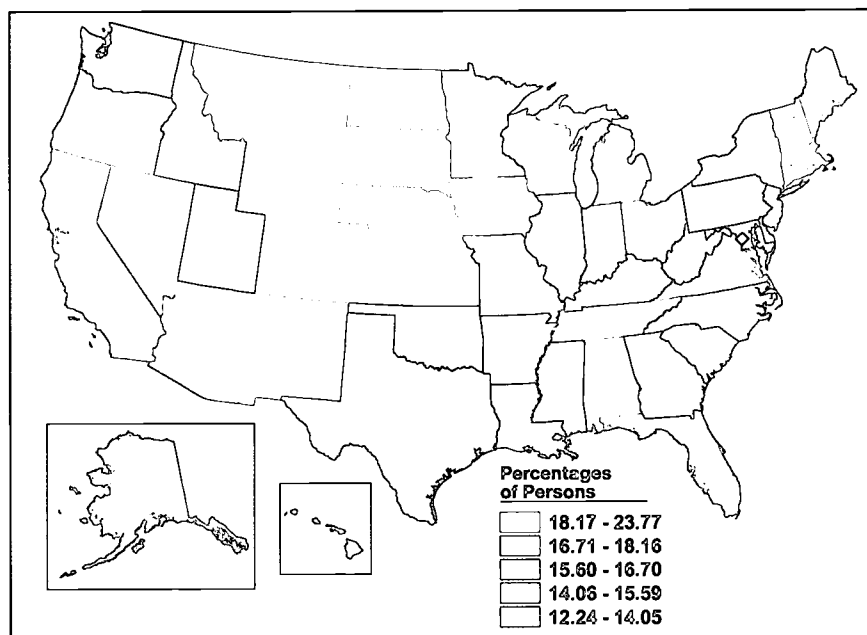 Percentages
of Persons
18.17 - 23.77
16.71 - 18.16
15.60 - 16.70
14.06 - 15.59
12.24 - 14.05